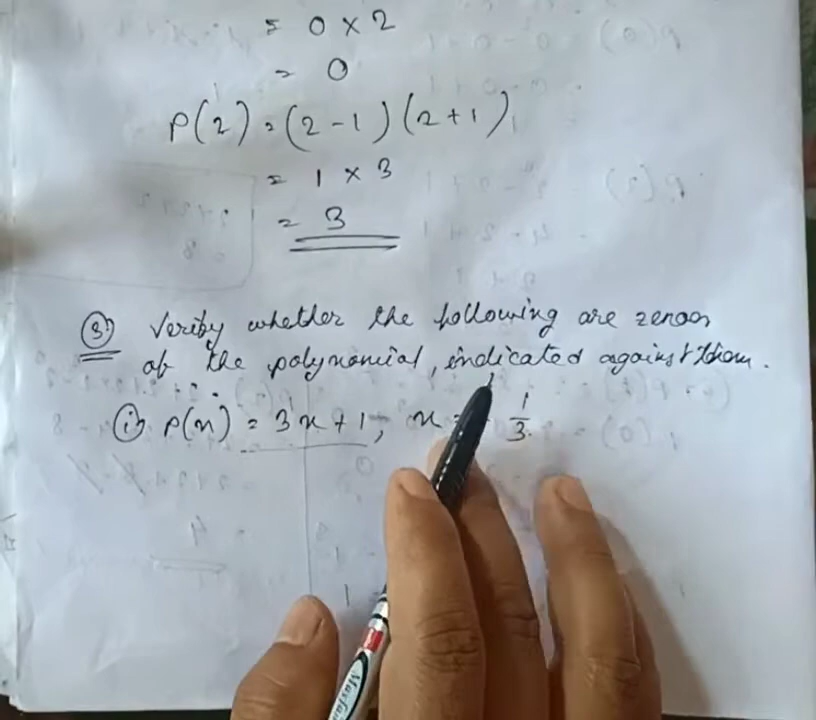 = 0 × 2
= 0
P(2) = (2-1)(2+1)
= 1 × 3
= 3
③ Verify whether the following are zeroes
of the polynomial, indicated against them.
(i) P(x) = 3x+1, x = - 1/3